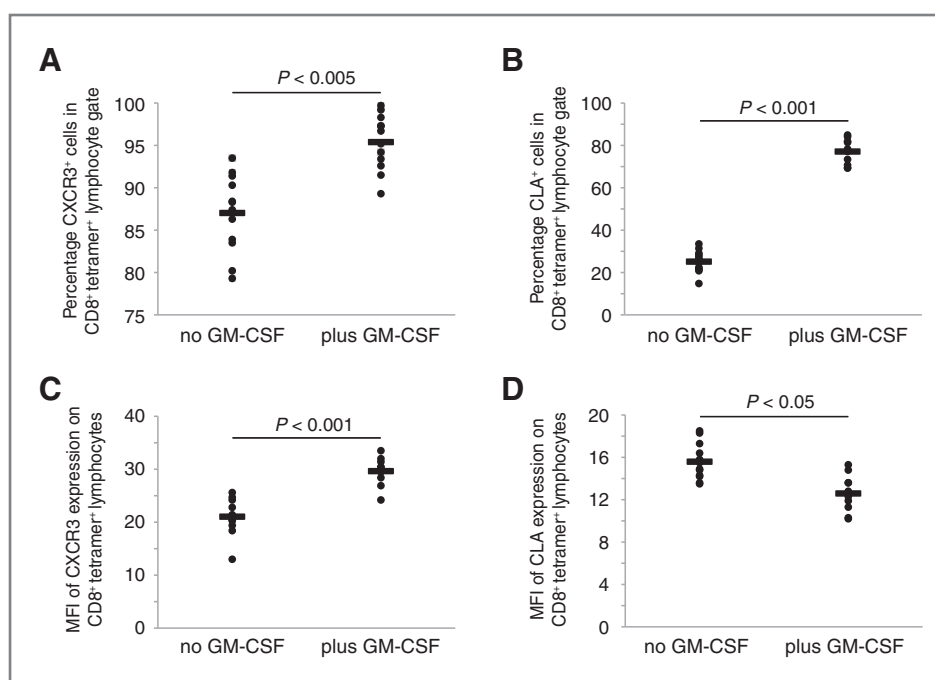 A
P < 0.005
Percentage CXCR3⁺ cells in
CD8⁺ tetramer⁺ lymphocyte gate
100
95
90
85
80
75
no GM-CSF
plus GM-CSF
B
P < 0.001
Percentage CLA⁺ cells in
CD8⁺ tetramer⁺ lymphocyte gate
100
80
60
40
20
0
no GM-CSF
plus GM-CSF
C
P < 0.001
MFI of CXCR3 expression on
CD8⁺ tetramer⁺ lymphocytes
40
30
20
10
0
no GM-CSF
plus GM-CSF
D
P < 0.05
MFI of CLA expression on
CD8⁺ tetramer⁺ lymphocytes
20
16
12
8
4
0
no GM-CSF
plus GM-CSF